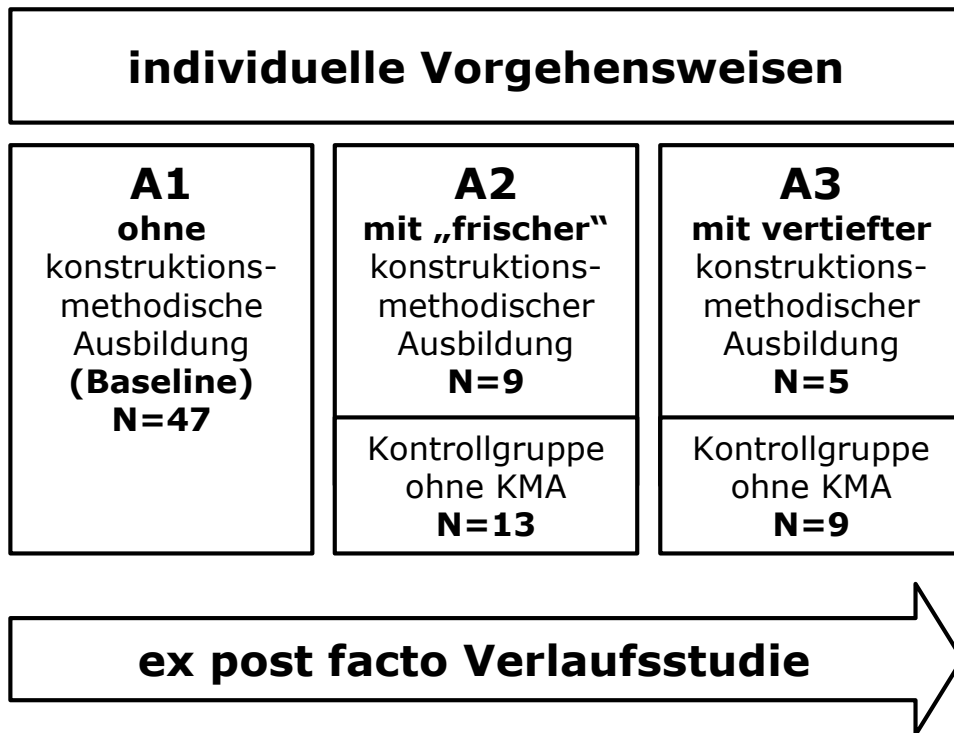 individuelle Vorgehensweisen
A1
ohne
konstruktions-
methodische
Ausbildung
(Baseline)
N=47
A2
mit „frischer“
konstruktions-
methodischer
Ausbildung
N=9
Kontrollgruppe
ohne KMA
N=13
A3
mit vertiefter
konstruktions-
methodischer
Ausbildung
N=5
Kontrollgruppe
ohne KMA
N=9
ex post facto Verlaufsstudie